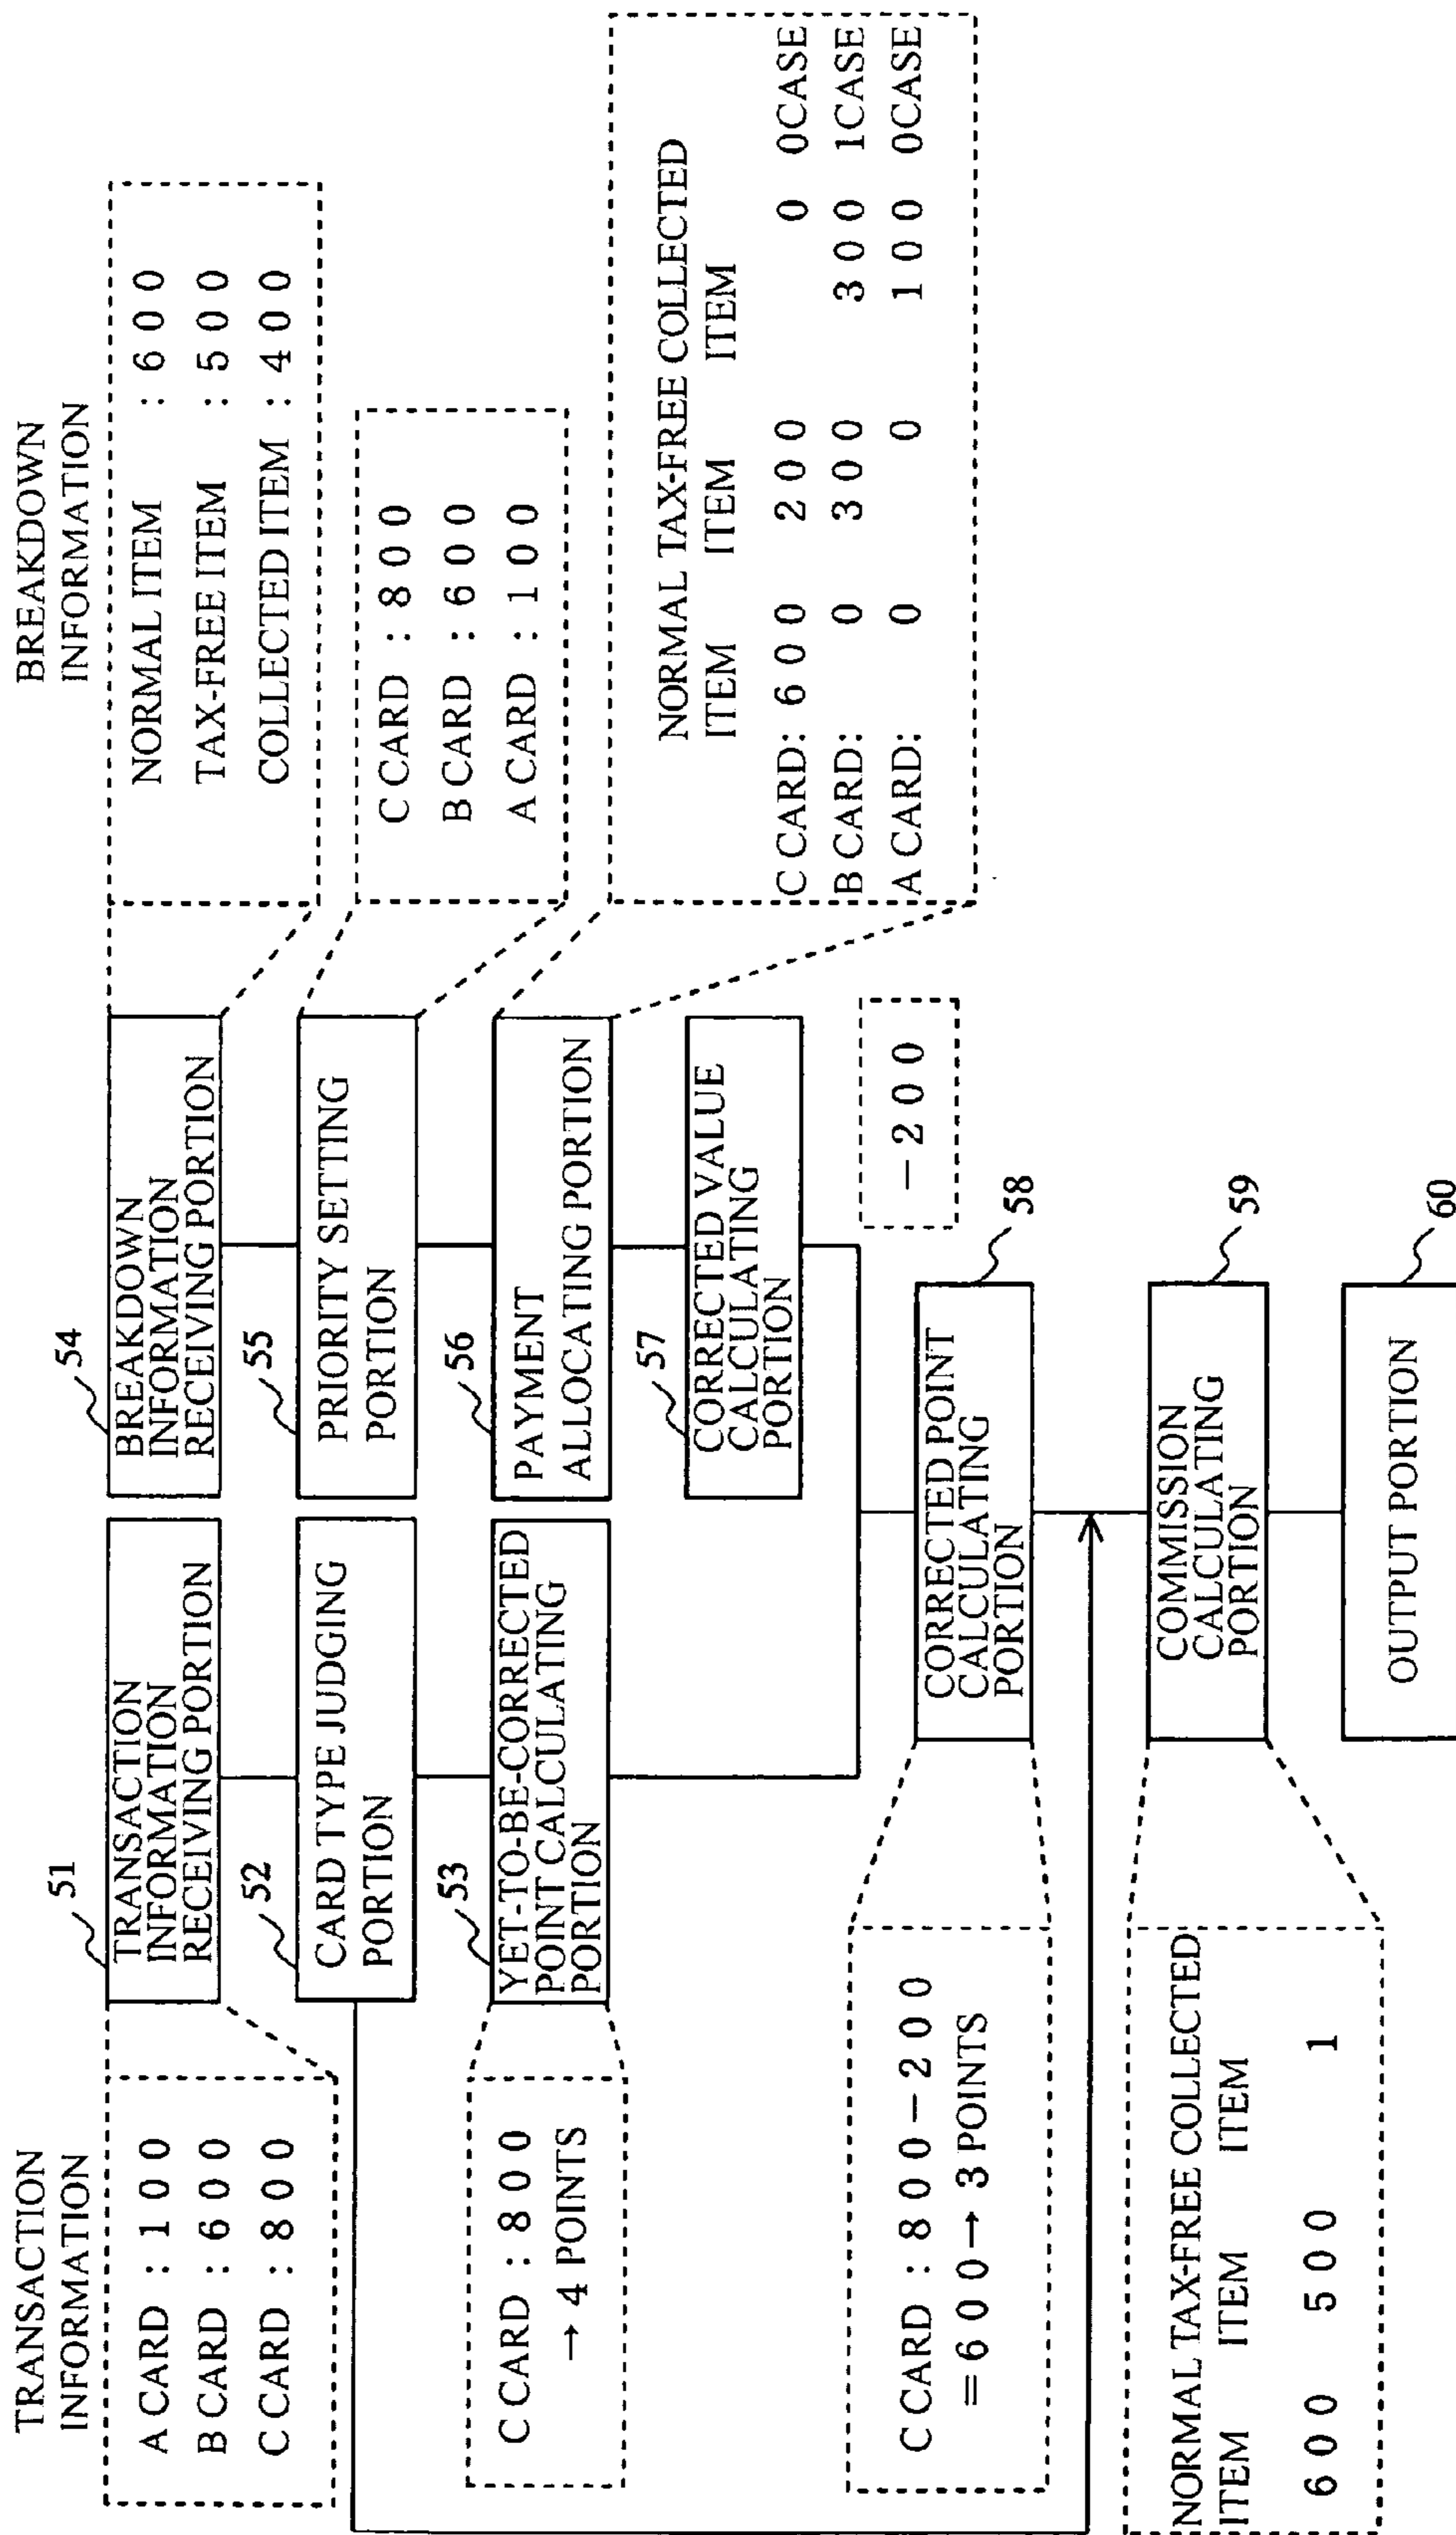 TRANSACTION
INFORMATION
A CARD : 1 0 0
B CARD : 6 0 0
C CARD : 8 0 0
51
TRANSACTION
INFORMATION
RECEIVING PORTION
52
CARD TYPE JUDGING
PORTION
53
YET-TO-BE-CORRECTED
POINT CALCULATING
PORTION
C CARD : 8 0 0
→ 4 POINTS
BREAKDOWN
INFORMATION
54
BREAKDOWN
INFORMATION
RECEIVING PORTION
NORMAL ITEM : 6 0 0
TAX-FREE ITEM : 5 0 0
COLLECTED ITEM : 4 0 0
55
PRIORITY SETTING
PORTION
C CARD : 8 0 0
B CARD : 6 0 0
A CARD : 1 0 0
56
PAYMENT
ALLOCATING PORTION
NORMAL TAX-FREE COLLECTED
ITEM ITEM ITEM
C CARD: 6 0 0 2 0 0 0 0CASE
B CARD: 0 3 0 0 3 0 0 1CASE
A CARD: 0 0 1 0 0 0CASE
57
CORRECTED VALUE
CALCULATING
PORTION
− 2 0 0
58
CORRECTED POINT
CALCULATING
PORTION
C CARD : 8 0 0 − 2 0 0
= 6 0 0 → 3 POINTS
59
COMMISSION
CALCULATING
PORTION
NORMAL TAX-FREE COLLECTED
ITEM ITEM ITEM
6 0 0 5 0 0 1
60
OUTPUT PORTION